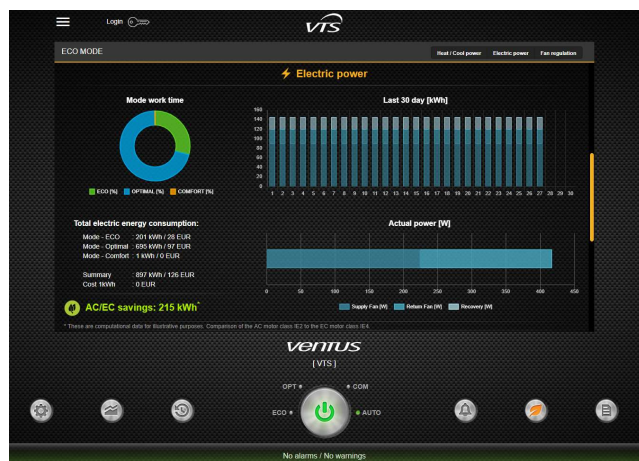 Login
VTS
ECO MODE
Heat / Cool power Electric power Fan regulation
Electric power
Mode work time
ECO [%] OPTIMAL [%] COMFORT [%]
Last 30 day [kWh]
160
140
120
100
80
60
40
20
0
1 2 3 4 5 6 7 8 9 10 11 12 13 14 15 16 17 18 19 20 21 22 23 24 25 26 27 28 29 30
Total electric energy consumption:
Mode - ECO : 201 kWh / 28 EUR
Mode - Optimal : 695 kWh / 97 EUR
Mode - Comfort : 1 kWh / 0 EUR
Summary : 897 kWh / 126 EUR
Cost 1kWh : 0 EUR
AC/EC savings: 215 kWh*
Actual power [W]
0 50 100 150 200 250 300 350 400 450
Supply Fan [W] Return Fan [W] Recovery [W]
* These are computational data for illustrative purposes. Comparison of the AC motor class IE2 to the EC motor class IE4
ventus
[ VTS ]
OPT COM
ECO AUTO
No alarms / No warnings